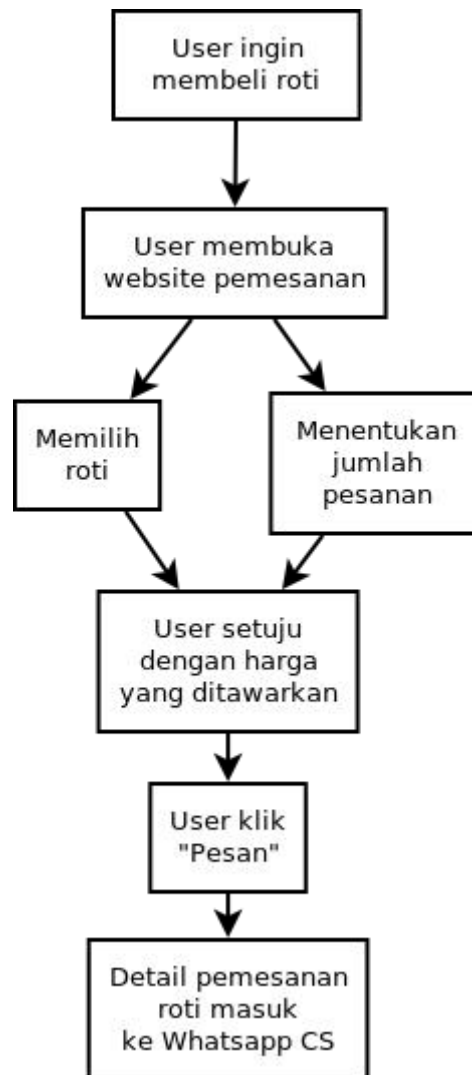 User ingin
membeli roti
User membuka
website pemesanan
Memilih
roti
Menentukan
jumlah
pesanan
User setuju
dengan harga
yang ditawarkan
User klik
"Pesan"
Detail pemesanan
roti masuk
ke Whatsapp CS